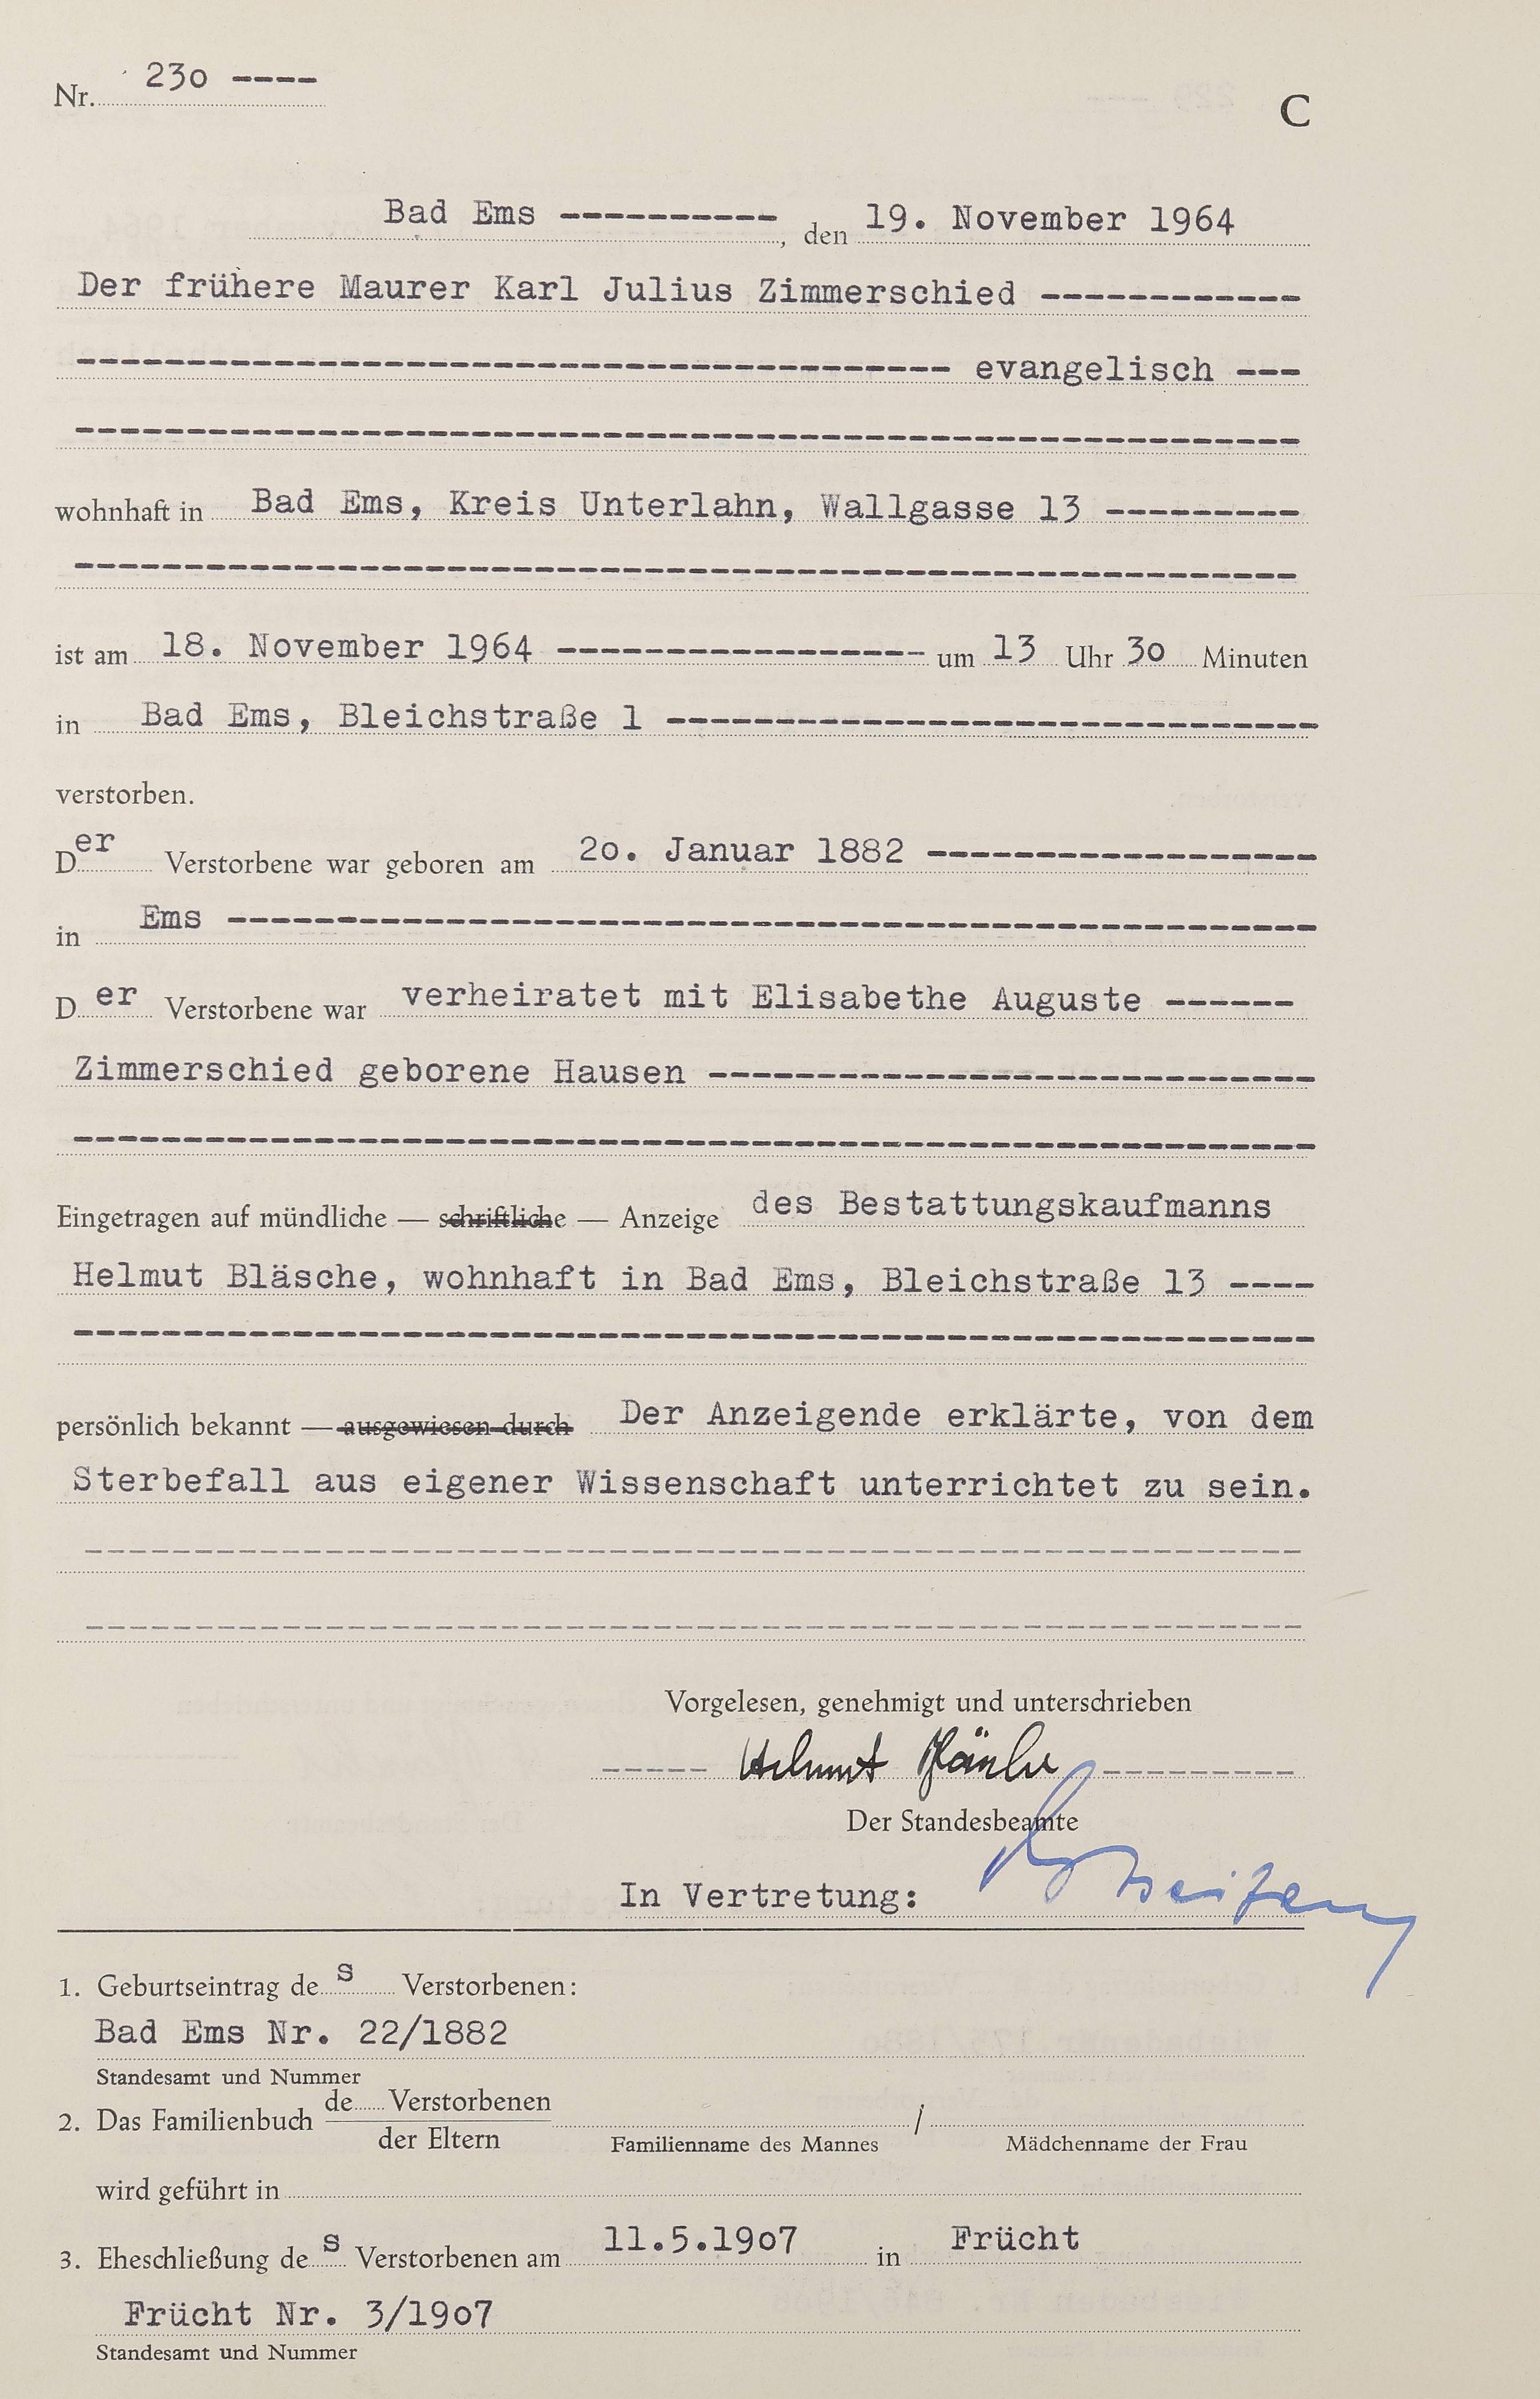 Nr. 23o ----
C
Bad Ems ----------, den 19. November 1964
Der frühere Maurer Karl Julius Zimmerschied ------------
---------------------------------------- evangelisch ---
--------------------------------------------------------
wohnhaft in Bad Ems, Kreis Unterlahn, Wallgasse 13 ---------
--------------------------------------------------------
ist am 18. November 1964 ----------------- um 13 Uhr 3o Minuten
in Bad Ems, Bleichstraße 1 ------------------------------
verstorben.
Der Verstorbene war geboren am 2o. Januar 1882 ------------------
in Ems --------------------------------------------------
Der Verstorbene war verheiratet mit Elisabethe Auguste ------
Zimmerschied geborene Hausen ----------------------------
---------------------------------------------------------
Eingetragen auf mündliche — schriftliche — Anzeige des Bestattungskaufmanns
Helmut Bläsche, wohnhaft in Bad Ems, Bleichstraße 13 ----
---------------------------------------------------------
persönlich bekannt — ausgewiesen durch Der Anzeigende erklärte, von dem
Sterbefall aus eigener Wissenschaft unterrichtet zu sein.
---------------------------------------------------------
---------------------------------------------------------
Vorgelesen, genehmigt und unterschrieben
----- Helmut Bläsche ---------
Der Standesbeamte
In Vertretung:
1. Geburtseintrag des Verstorbenen:
Bad Ems Nr. 22/1882
Standesamt und Nummer
2. Das Familienbuch de...... Verstorbenen
der Eltern
/
Familienname des Mannes Mädchenname der Frau
wird geführt in
3. Eheschließung des Verstorbenen am 11.5.19o7 in Frücht
Frücht Nr. 3/19o7
Standesamt und Nummer